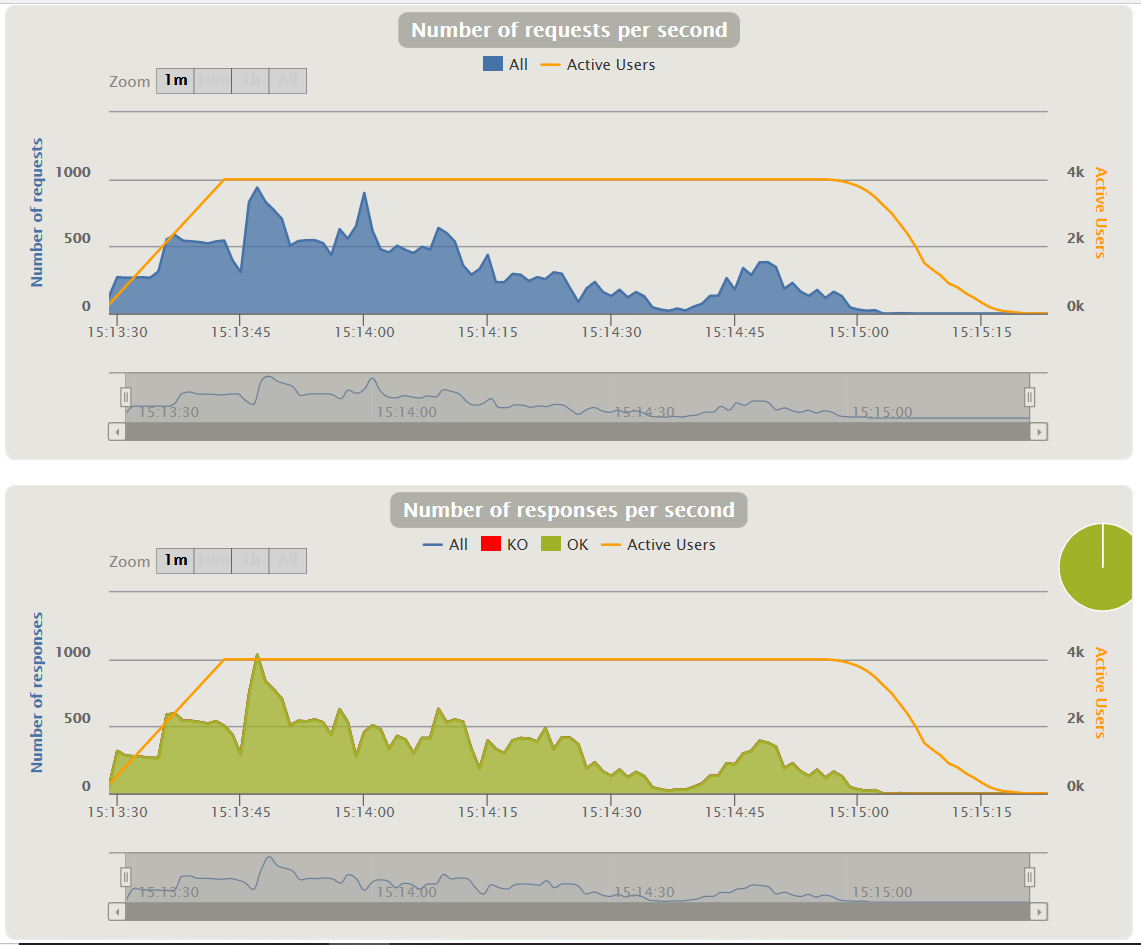 Number of requests per second
All Active Users
Zoom 1m 10m 1h All
Number of requests
1000
500
0
4k
2k
0k
Active Users
15:13:30 15:13:45 15:14:00 15:14:15 15:14:30 15:14:45 15:15:00 15:15:15
15:13:30 15:14:00 15:14:30 15:15:00
Number of responses per second
All KO OK Active Users
Zoom 1m 10m 1h All
Number of responses
1000
500
0
4k
2k
0k
Active Users
15:13:30 15:13:45 15:14:00 15:14:15 15:14:30 15:14:45 15:15:00 15:15:15
15:13:30 15:14:00 15:14:30 15:15:00